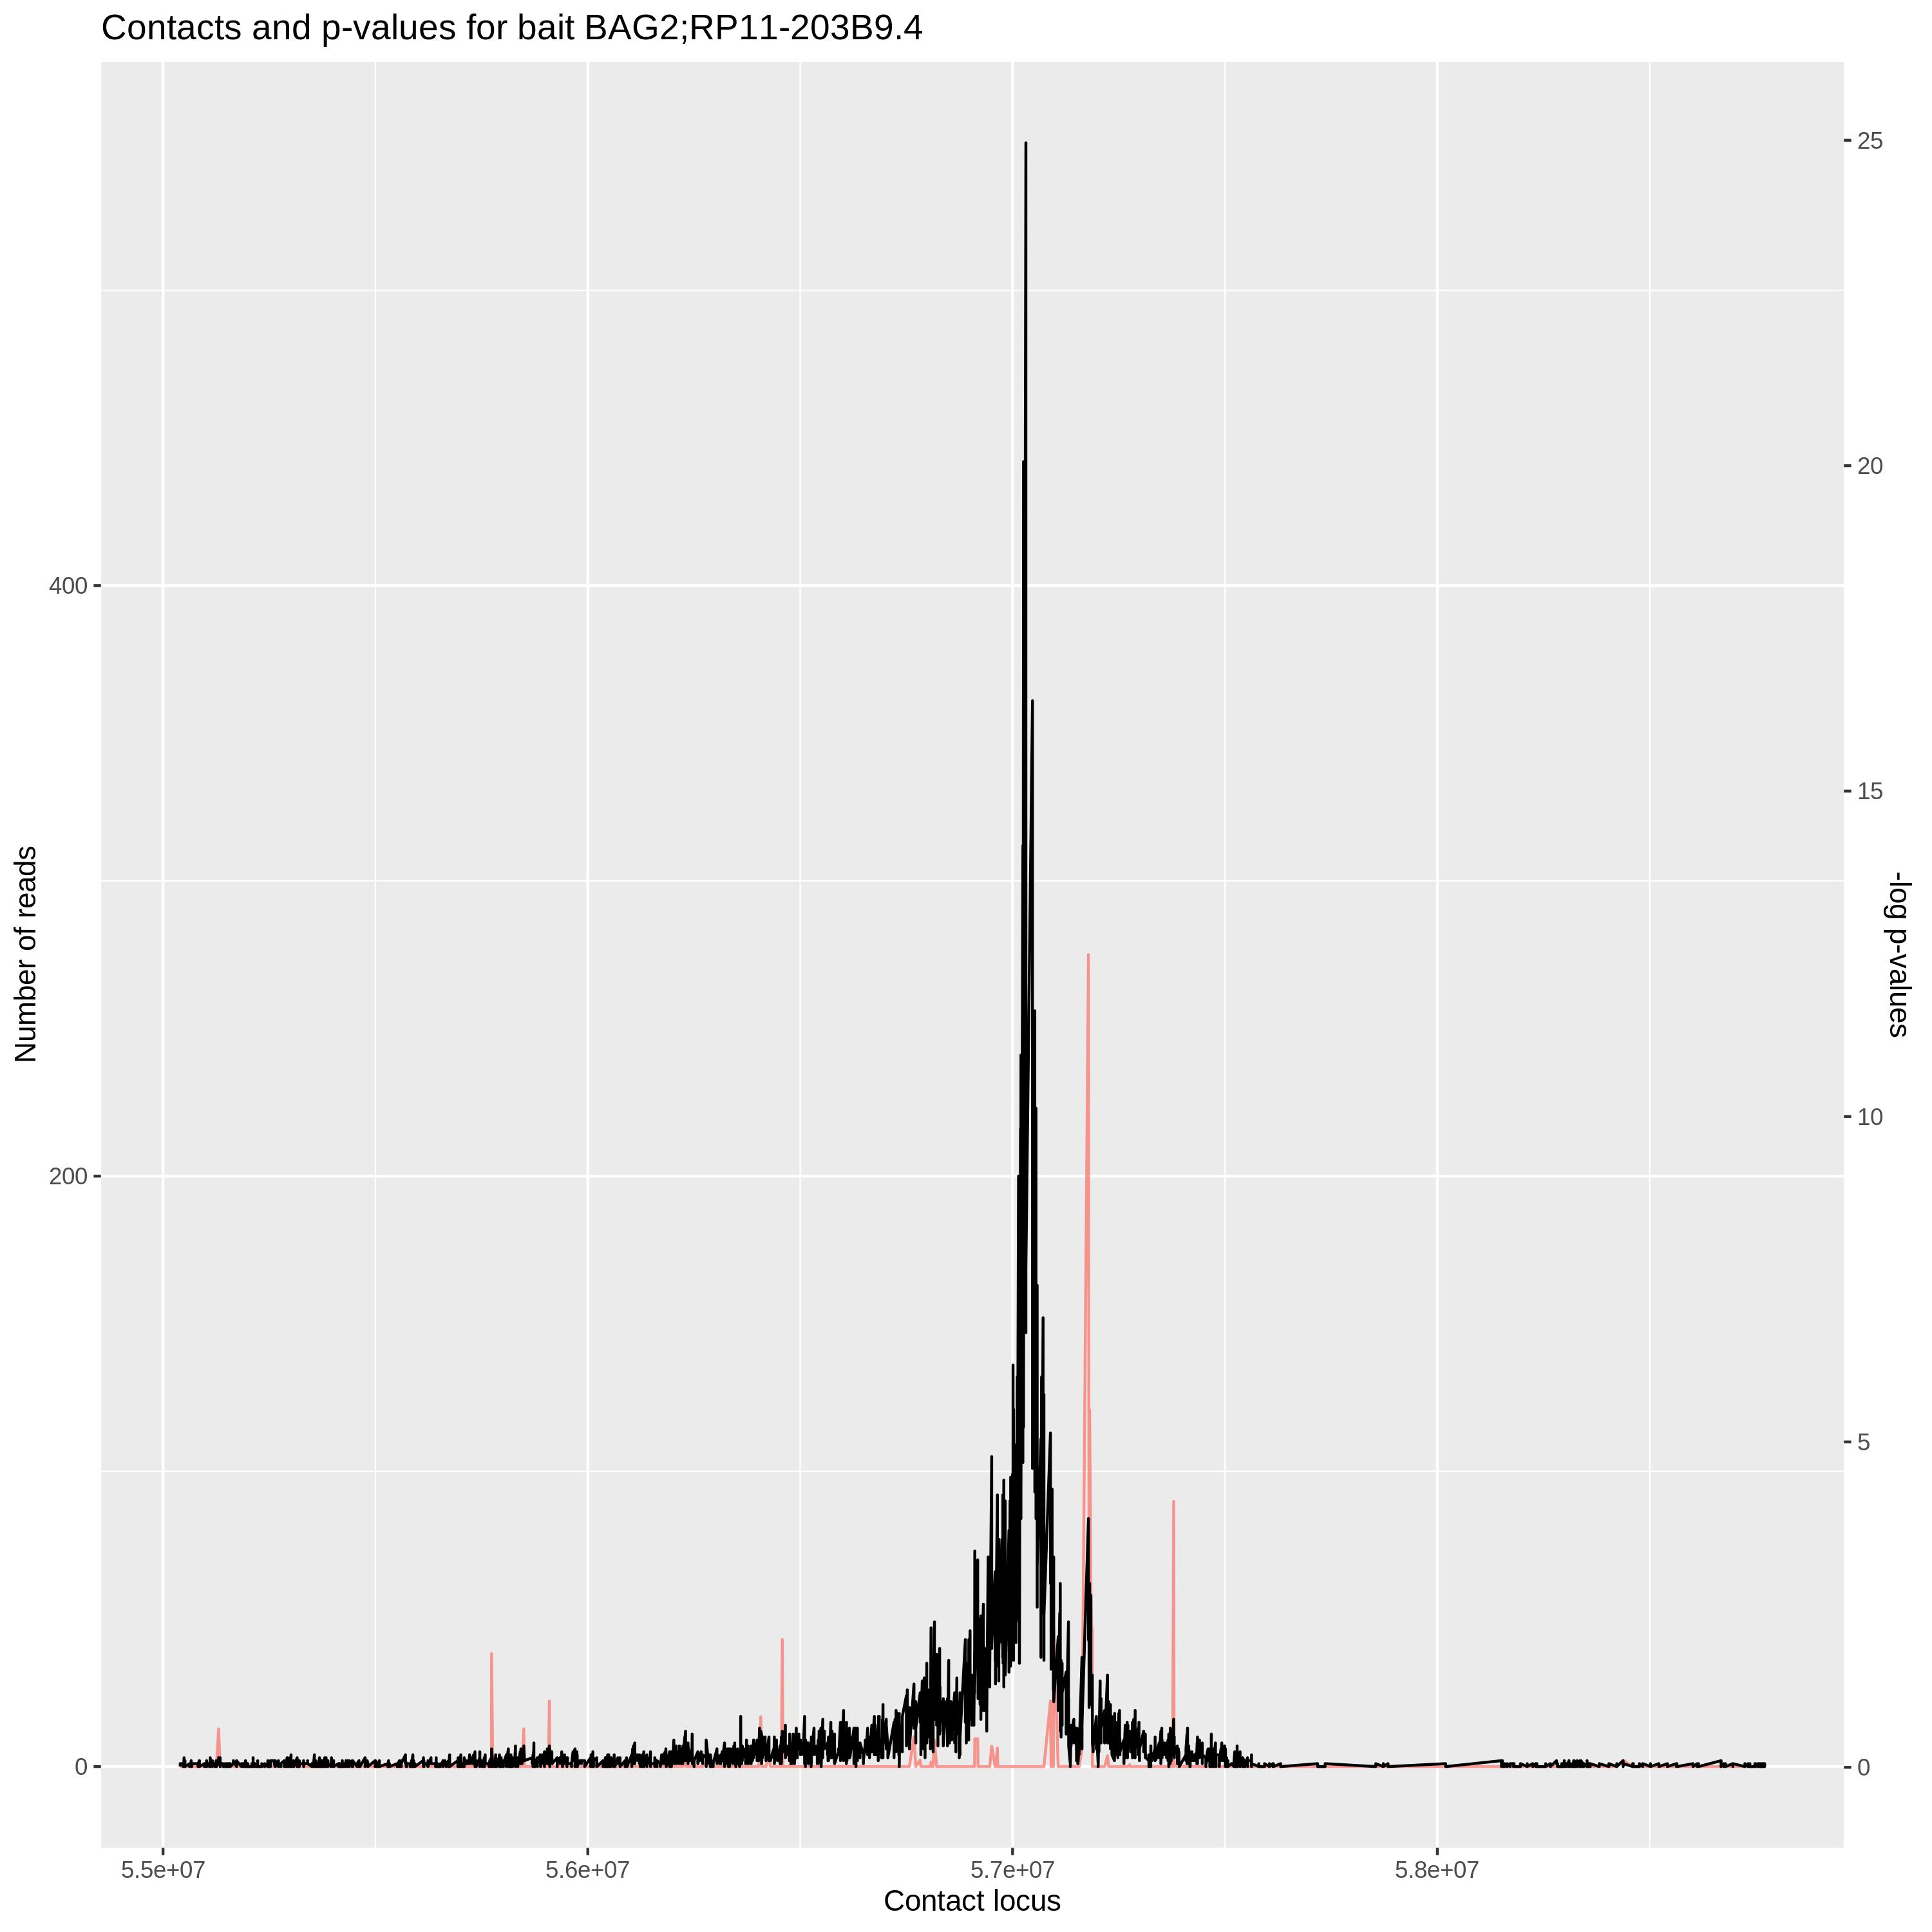 Contacts and p-values for bait BAG2;RP11-203B9.4
25
20
400
15
Number of reads
-log p-values
10
200
5
0
0
5.5e+07
5.6e+07
5.7e+07
5.8e+07
Contact locus